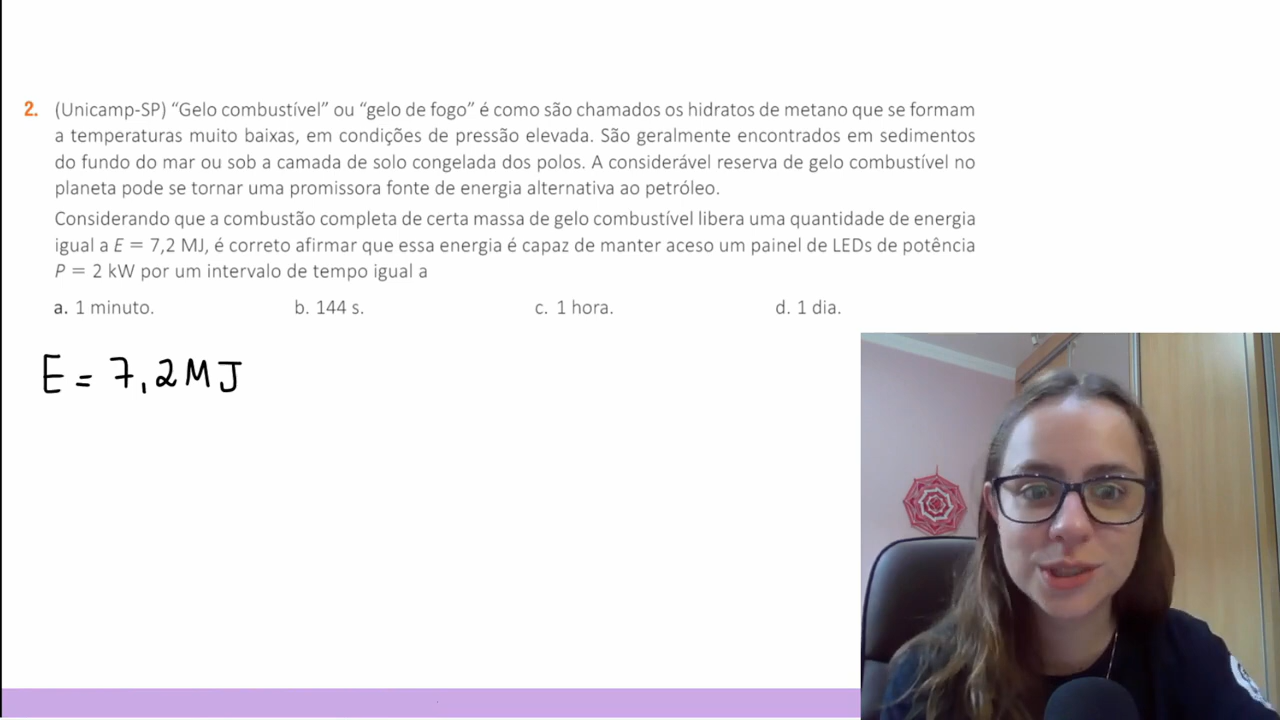 2. (Unicamp-SP) “Gelo combustível” ou “gelo de fogo” é como são chamados os hidratos de metano que se formam
a temperaturas muito baixas, em condições de pressão elevada. São geralmente encontrados em sedimentos
do fundo do mar ou sob a camada de solo congelada dos polos. A considerável reserva de gelo combustível no
planeta pode se tornar uma promissora fonte de energia alternativa ao petróleo.
Considerando que a combustão completa de certa massa de gelo combustível libera uma quantidade de energia
igual a E = 7,2 MJ, é correto afirmar que essa energia é capaz de manter aceso um painel de LEDs de potência
P = 2 kW por um intervalo de tempo igual a
a. 1 minuto. b. 144 s. c. 1 hora. d. 1 dia.
E = 7,2 MJ